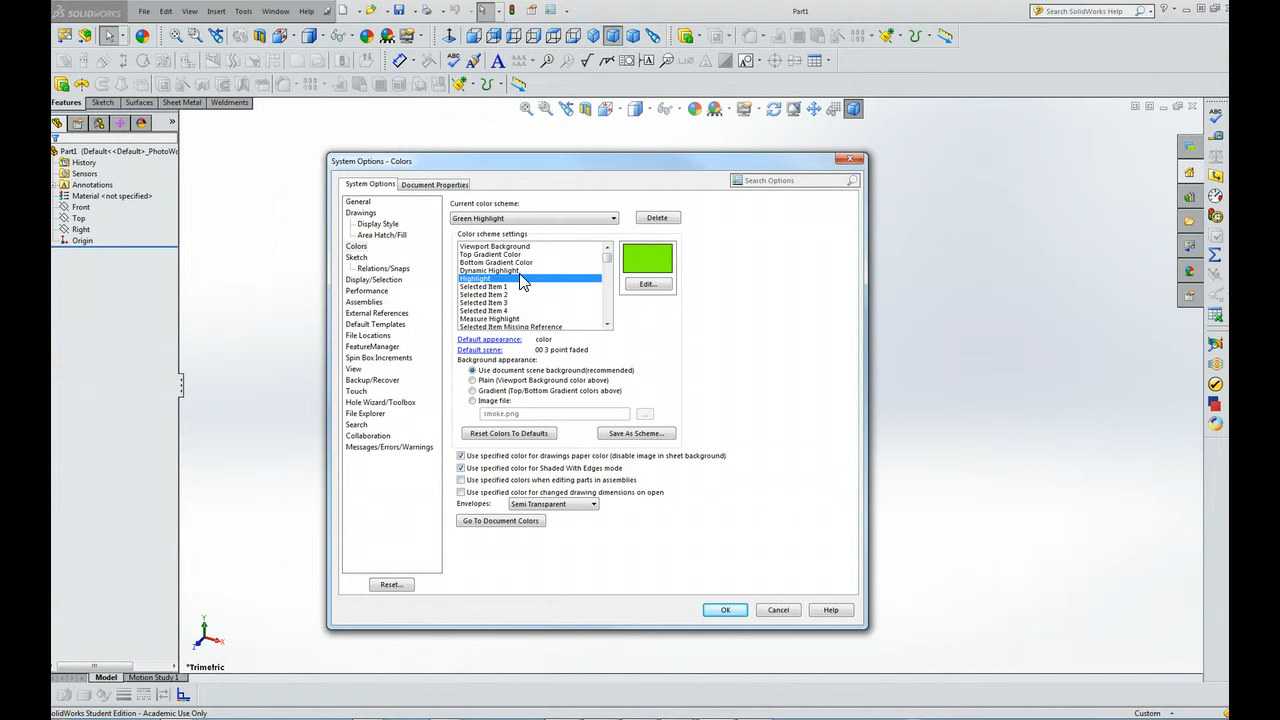 SOLIDWORKS File Edit View Insert Tools Window Help Part1 Search SolidWorks Help
Features Sketch Surfaces Sheet Metal Weldments
Part1 (Default<<Default>_PhotoWo
History
Sensors
Annotations
Material <not specified>
Front
Top
Right
Origin
System Options - Colors
System Options Document Properties Search Options
General
Drawings
Display Style
Area Hatch/Fill
Colors
Sketch
Relations/Snaps
Display/Selection
Performance
Assemblies
External References
Default Templates
File Locations
FeatureManager
Spin Box Increments
View
Backup/Recover
Touch
Hole Wizard/Toolbox
File Explorer
Search
Collaboration
Messages/Errors/Warnings
Reset...
Current color scheme:
Green Highlight Delete
Color scheme settings
Viewport Background
Top Gradient Color
Bottom Gradient Color
Dynamic Highlight
Highlight
Selected Item 1
Selected Item 2
Selected Item 3
Selected Item 4
Measure Highlight
Selected Item Missing Reference
Edit...
Default appearance: color
Default scene: 00 3 point faded
Background appearance:
Use document scene background(recommended)
Plain (Viewport Background color above)
Gradient (Top/Bottom Gradient colors above)
Image file:
smoke.png ...
Reset Colors To Defaults Save As Scheme...
Use specified color for drawings paper color (disable image in sheet background)
Use specified color for Shaded With Edges mode
Use specified colors when editing parts in assemblies
Use specified color for changed drawing dimensions on open
Envelopes: Semi Transparent
Go To Document Colors
OK Cancel Help
Y
X
Z
*Trimetric
Model Motion Study 1
SolidWorks Student Edition - Academic Use Only Custom